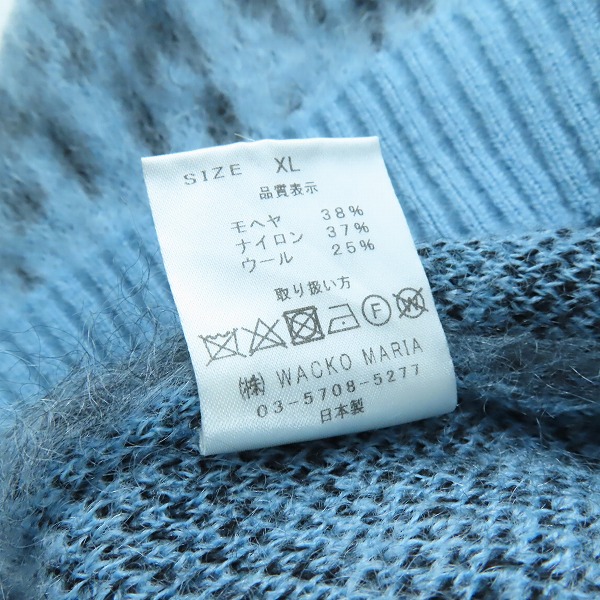 SIZE XL
品質表示
モヘヤ 38%
ナイロン 37%
ウール 25%
取り扱い方
F W
(株) WACKO MARIA
03-5708-5277
日本製